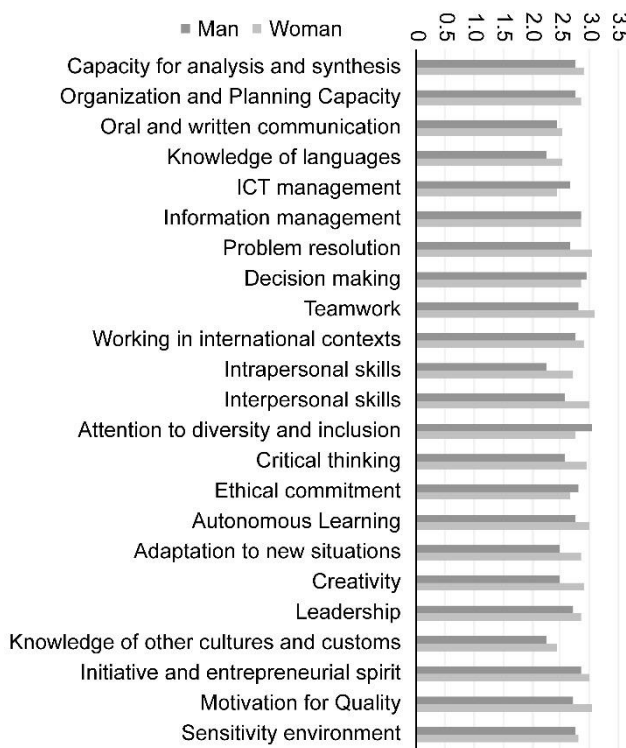 Man Woman
0 0.5 1.0 1.5 2.0 2.5 3.0 3.5
Capacity for analysis and synthesis
Organization and Planning Capacity
Oral and written communication
Knowledge of languages
ICT management
Information management
Problem resolution
Decision making
Teamwork
Working in international contexts
Intrapersonal skills
Interpersonal skills
Attention to diversity and inclusion
Critical thinking
Ethical commitment
Autonomous Learning
Adaptation to new situations
Creativity
Leadership
Knowledge of other cultures and customs
Initiative and entrepreneurial spirit
Motivation for Quality
Sensitivity environment